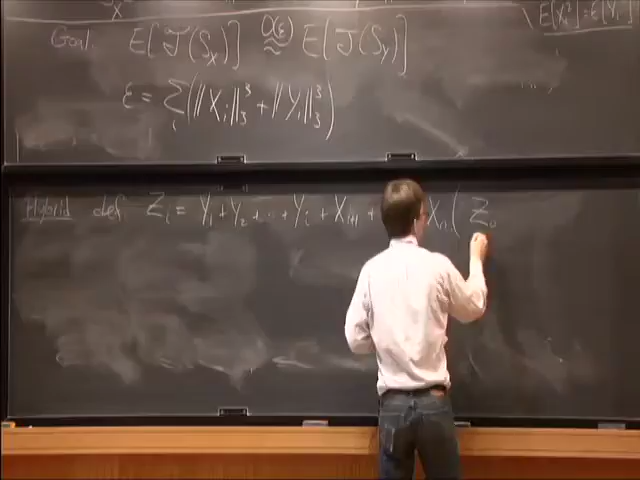 E[X_i^2] = E[Y_i
Goal: E[J(S_X)] ≈^{O(ε)} E[J(S_Y)]
ε = Σ_i (‖X_i‖_3^3 + ‖Y_i‖_3^3)
Hybrid def Z_i = Y_1 + Y_2 + ... + Y_i + X_{i+1} + X_n. ( Z_0